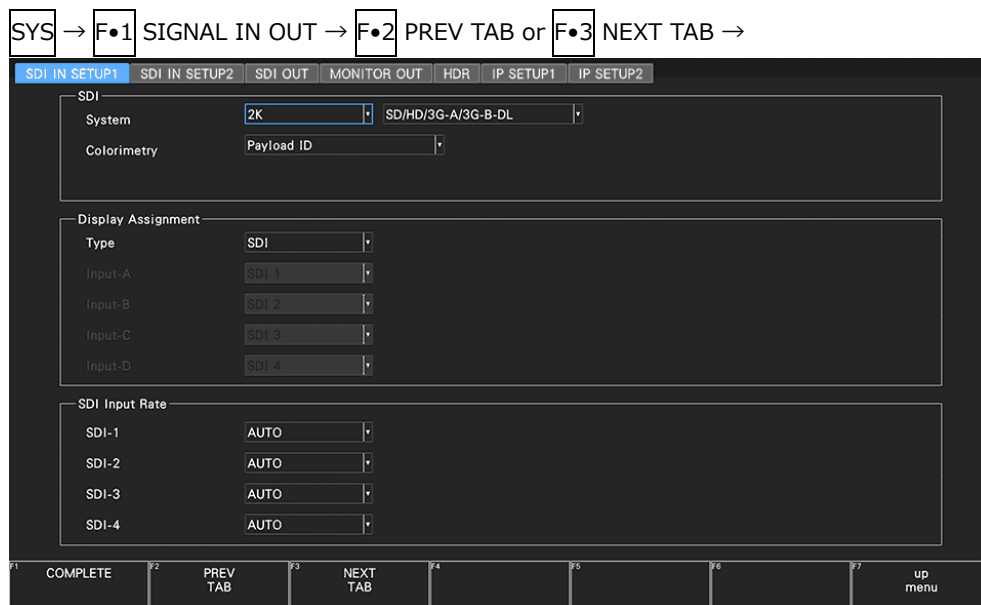 SYS → F•1 SIGNAL IN OUT → F•2 PREV TAB or F•3 NEXT TAB →
SDI IN SETUP1 SDI IN SETUP2 SDI OUT MONITOR OUT HDR IP SETUP1 IP SETUP2
SDI
System 2K SD/HD/3G-A/3G-B-DL
Colorimetry Payload ID
Display Assignment
Type SDI
Input-A SDI 1
Input-B SDI 2
Input-C SDI 3
Input-D SDI 4
SDI Input Rate
SDI-1 AUTO
SDI-2 AUTO
SDI-3 AUTO
SDI-4 AUTO
F1 COMPLETE F2 PREV TAB F3 NEXT TAB F4 F5 F6 F7 up menu